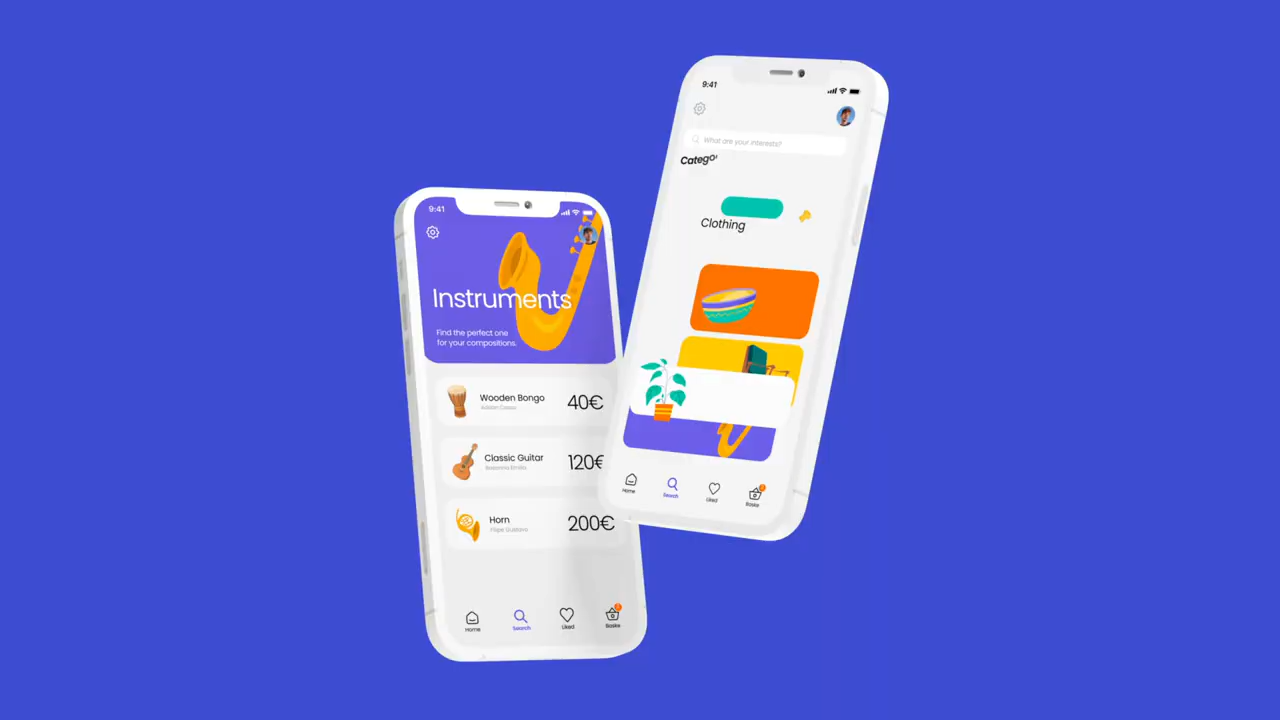 9:41
Instruments
Find the perfect one
for your compositions.
Wooden Bongo
40€
Classic Guitar
120€
Horn
200€
Home
Search
Liked
Baske
9:41
What are your interests?
Catego
Clothing
Home
Search
Liked
Baske